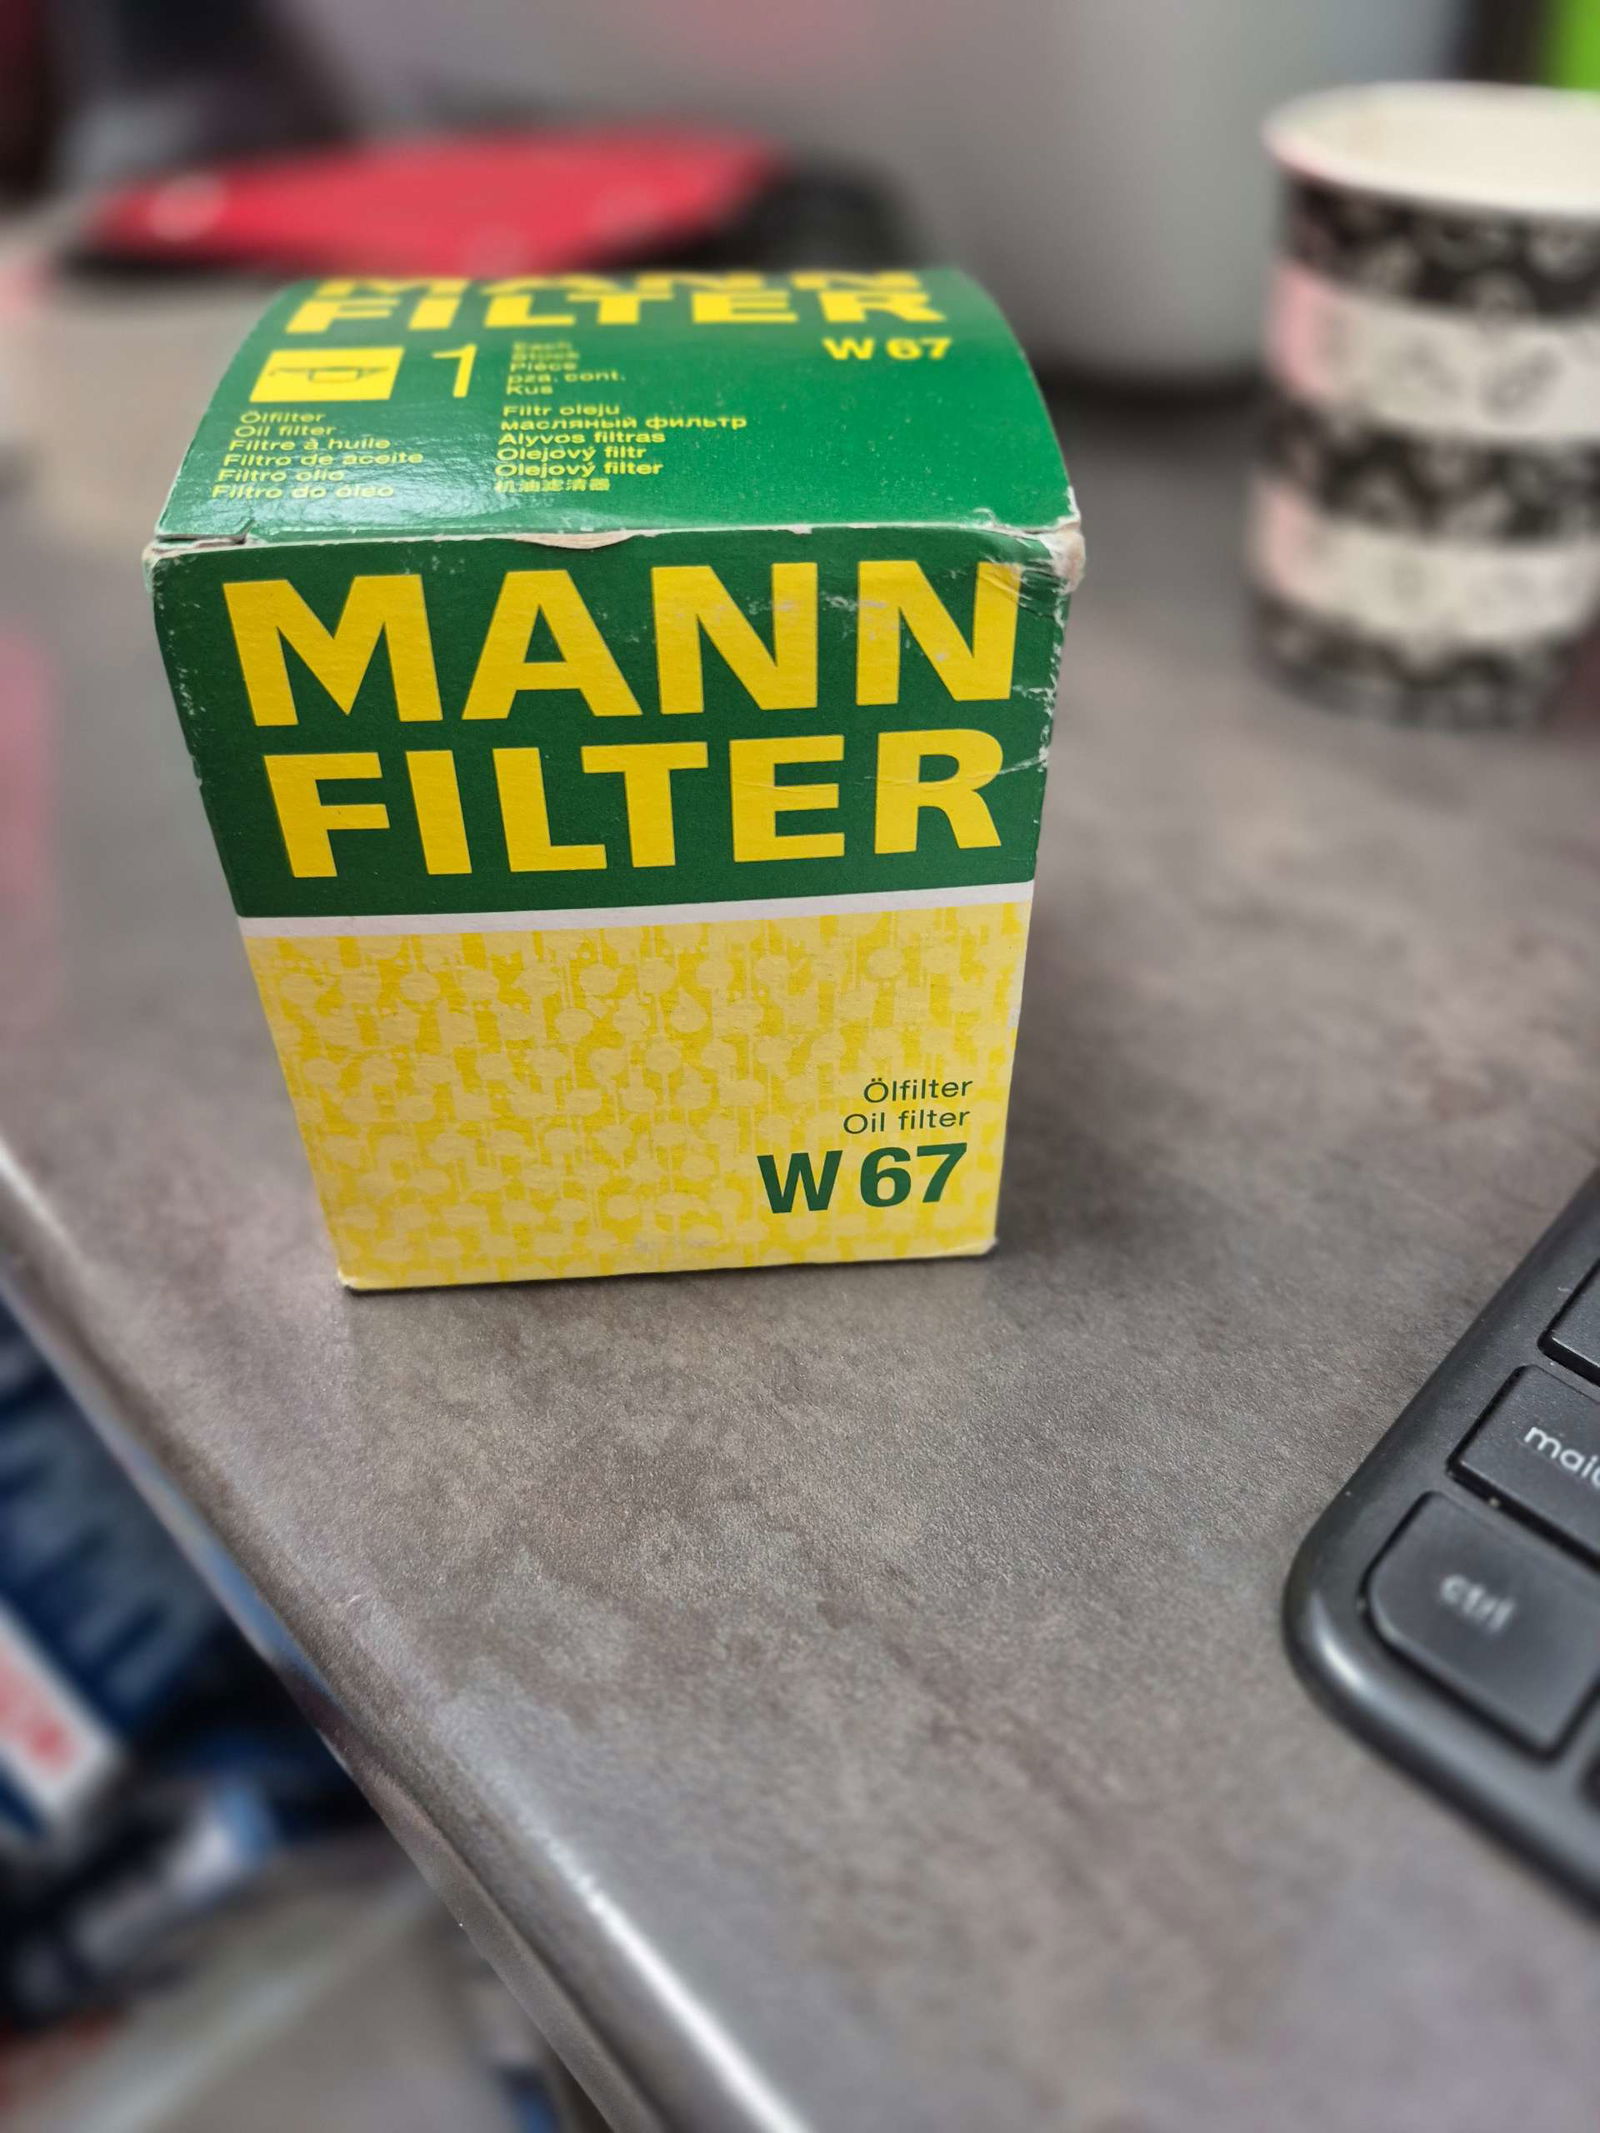 MANN
FILTER
W 67
1
Each
Stück
Pièce
pza. cont.
Kus
Ölfilter
Oil filter
Filtre à huile
Filtro de aceite
Filtro olio
Filtro do óleo
Filtr oleju
масляный фильтр
Alyvos filtras
Olejový filtr
Olejový filter
机油滤清器
MANN
FILTER
Ölfilter
Oil filter
W 67
ctrl